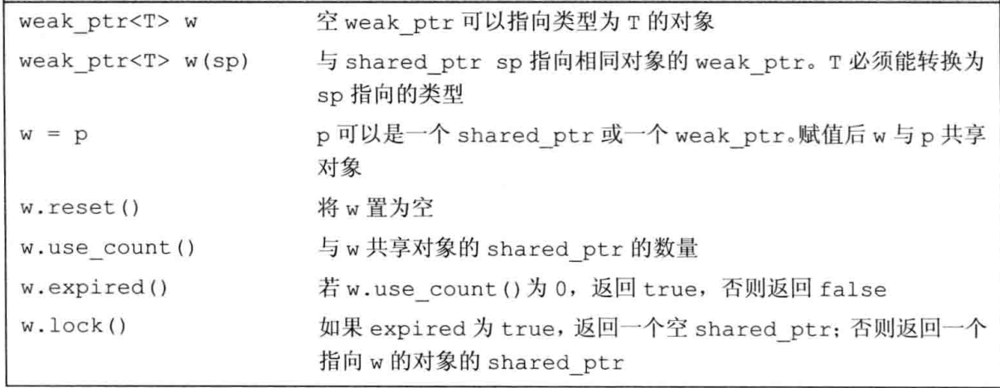 weak_ptr<T> w 空 weak_ptr 可以指向类型为 T 的对象
weak_ptr<T> w(sp) 与 shared_ptr sp 指向相同对象的 weak_ptr。T 必须能转换为
sp 指向的类型
w = p p 可以是一个 shared_ptr 或一个 weak_ptr。赋值后 w 与 p 共享
对象
w.reset() 将 w 置为空
w.use_count() 与 w 共享对象的 shared_ptr 的数量
w.expired() 若 w.use_count()为 0，返回 true，否则返回 false
w.lock() 如果 expired 为 true，返回一个空 shared_ptr；否则返回一个
指向 w 的对象的 shared_ptr